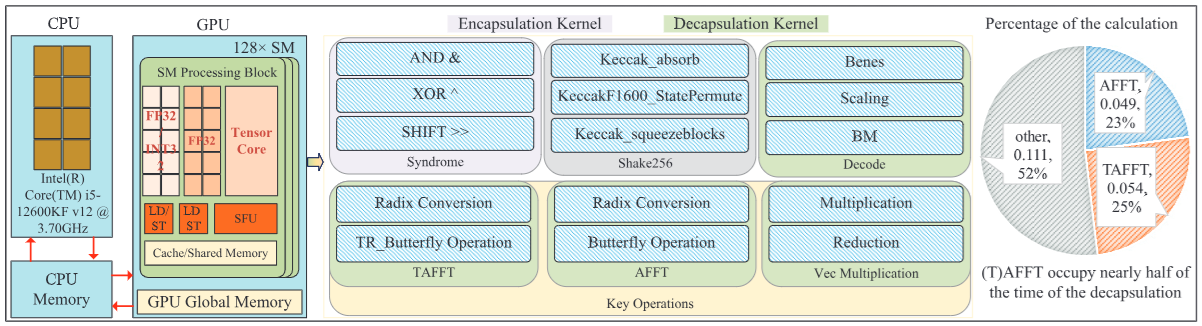 CPU
Intel(R)
Core(TM) i5-
12600KF v12 @
3.70GHz
CPU
Memory
GPU
128× SM
SM Processing Block
FF32
/
INT3
2
FF32
Tensor
Core
LD/
ST
LD
ST
SFU
Cache/Shared Memory
GPU Global Memory
Encapsulation Kernel
Decapsulation Kernel
AND &
XOR ^
SHIFT >>
Syndrome
Keccak_absorb
KeccakF1600_StatePermute
Keccak_squeezeblocks
Shake256
Benes
Scaling
BM
Decode
Radix Conversion
TR_Butterfly Operation
TAFFT
Radix Conversion
Butterfly Operation
AFFT
Multiplication
Reduction
Vec Multiplication
Key Operations
Percentage of the calculation
AFFT,
0.049,
23%
other,
0.111,
52%
TAFFT,
0.054,
25%
(T)AFFT occupy nearly half of
the time of the decapsulation